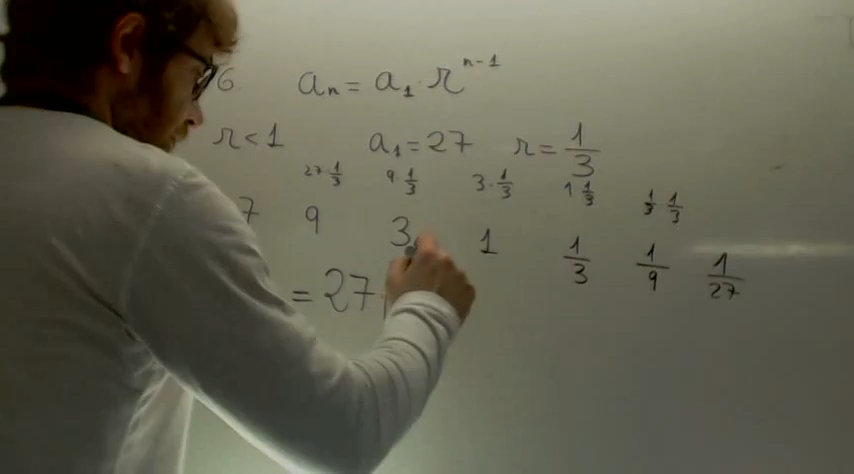 6 aₙ = a₁ · r^(n-1)
r < 1 a₁ = 27 r = 1/3
27·1/3 9·1/3 3·1/3 1 1/3 1/3·1/3
7 9 3 1 1/3 1/9 1/27
= 27